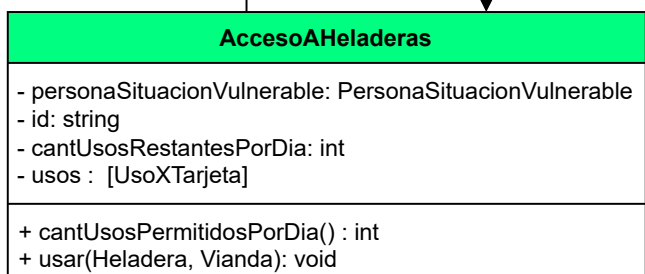 AccesoAHeladeras
- personaSituacionVulnerable: PersonaSituacionVulnerable
- id: string
- cantUsosRestantesPorDia: int
- usos :  [UsoXTarjeta]
+ cantUsosPermitidosPorDia() : int
+ usar(Heladera, Vianda): void